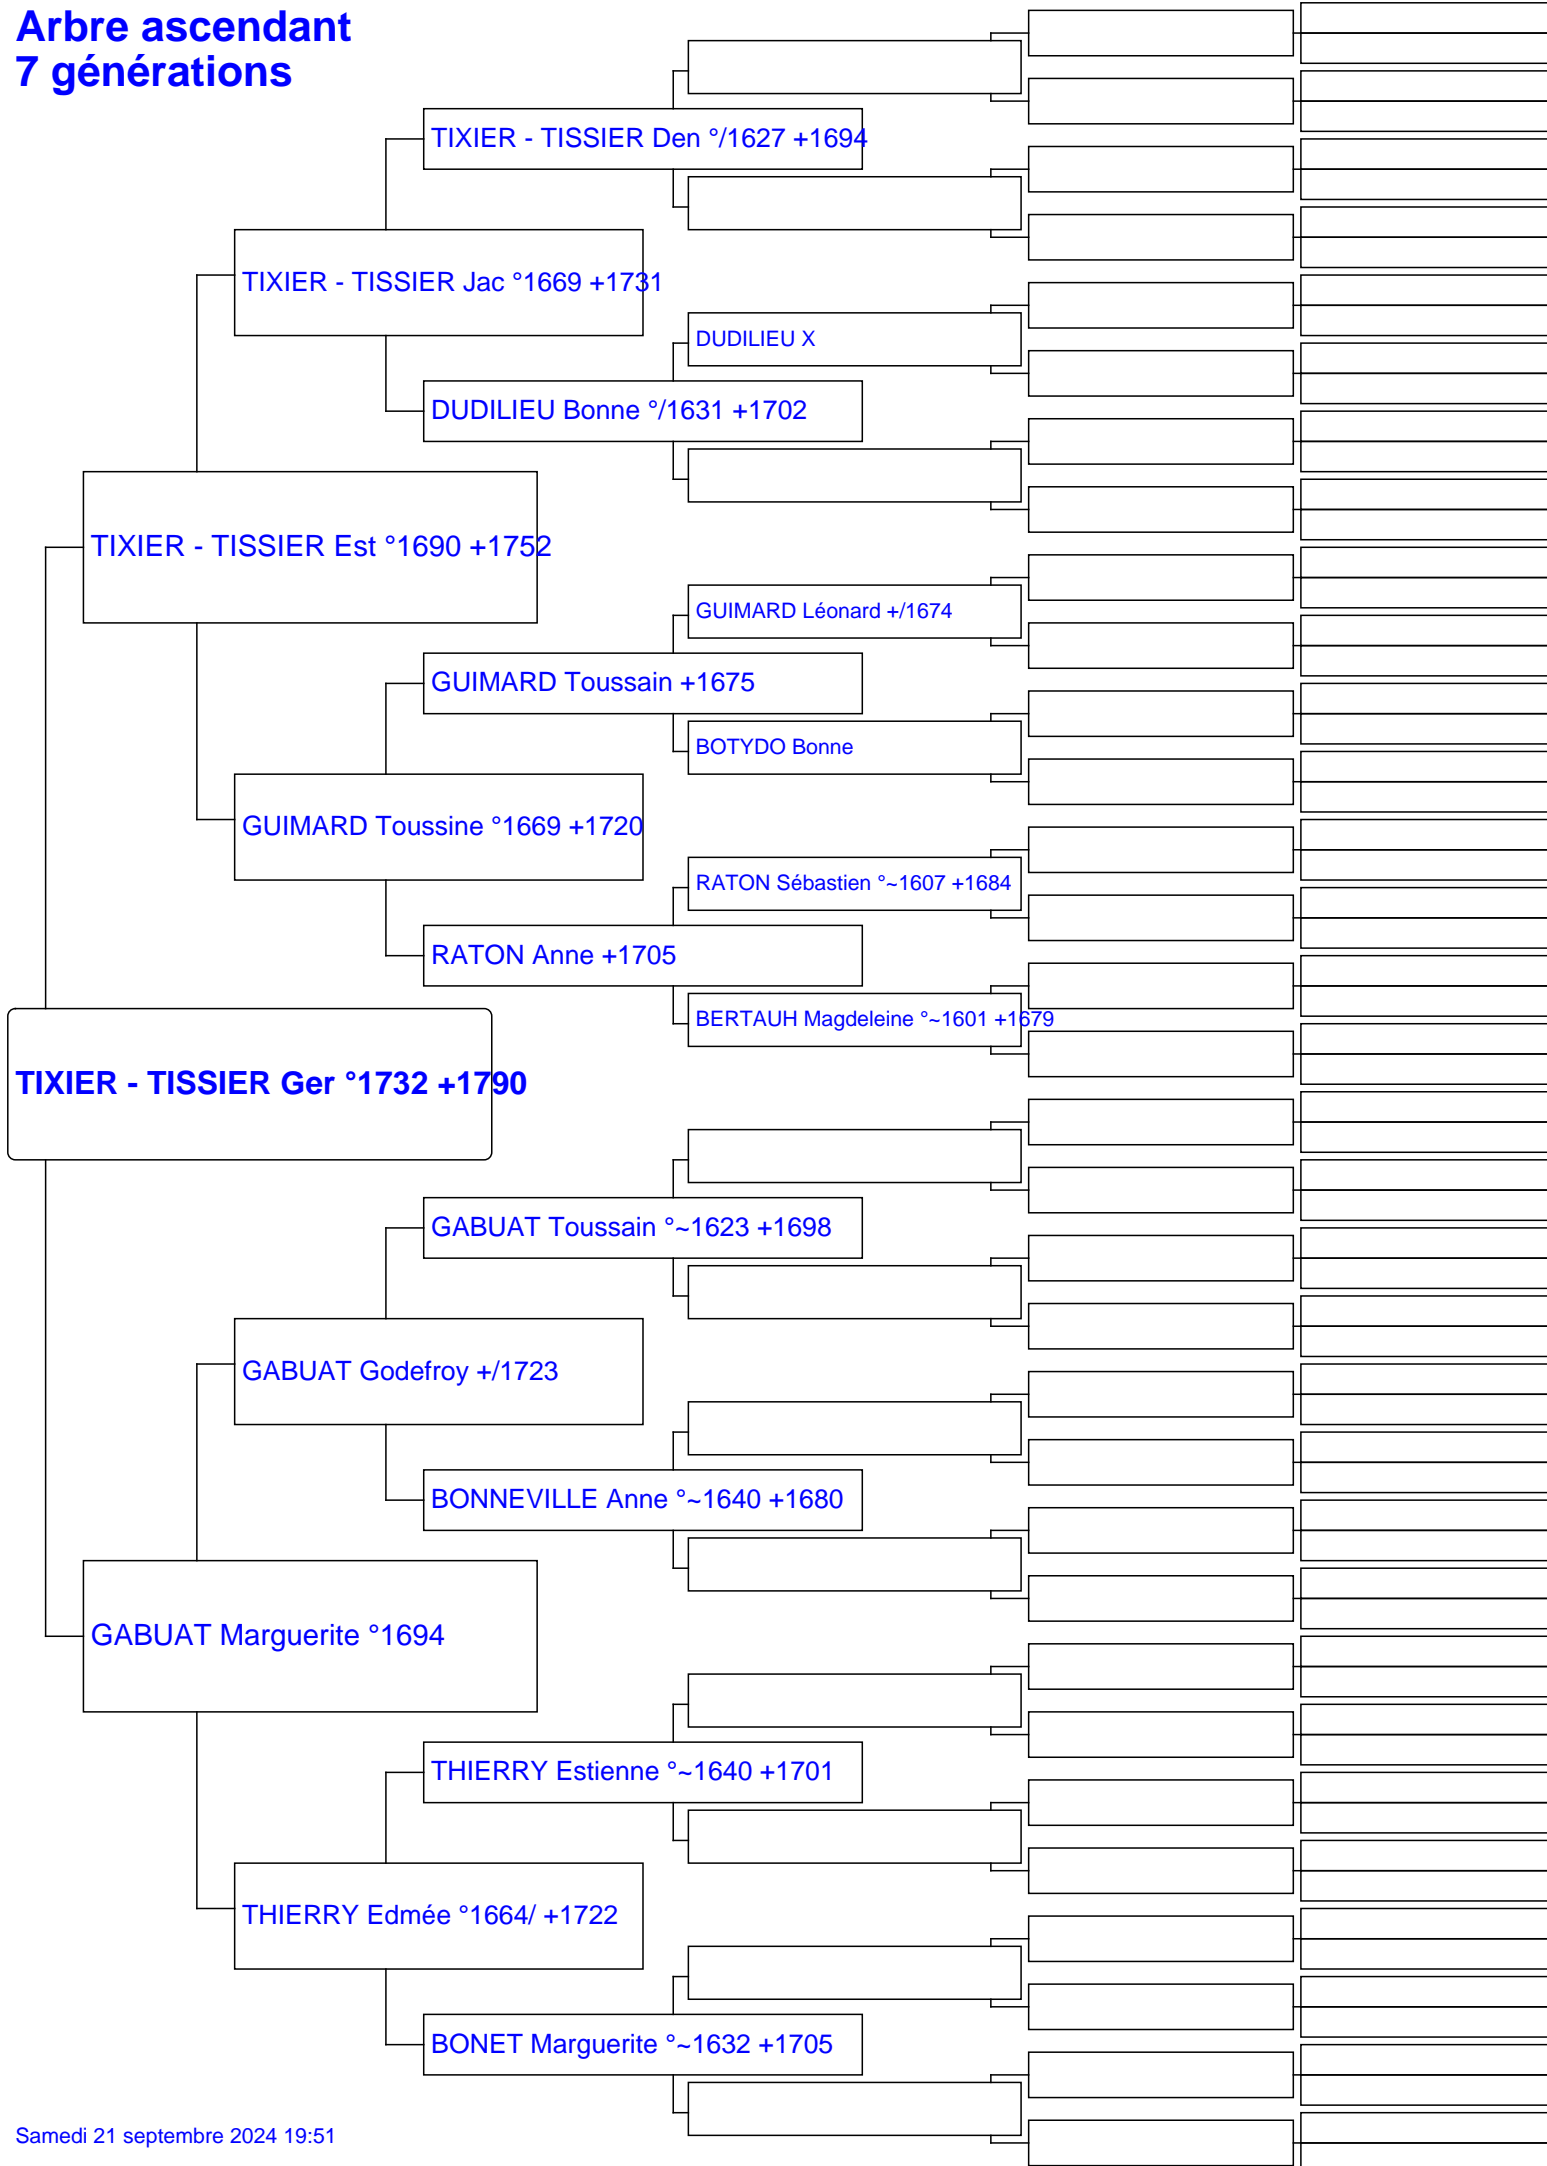 Arbre ascendant
7 générations
TIXIER - TISSIER Den °/1627 +1694
TIXIER - TISSIER Jac °1669 +1731
DUDILIEU X
DUDILIEU Bonne °/1631 +1702
TIXIER - TISSIER Est °1690 +1752
GUIMARD Léonard +/1674
GUIMARD Toussain +1675
BOTYDO Bonne
GUIMARD Toussine °1669 +1720
RATON Sébastien °~1607 +1684
RATON Anne +1705
BERTAUH Magdeleine °~1601 +1679
TIXIER - TISSIER Ger °1732 +1790
GABUAT Toussain °~1623 +1698
GABUAT Godefroy +/1723
BONNEVILLE Anne °~1640 +1680
GABUAT Marguerite °1694
THIERRY Estienne °~1640 +1701
THIERRY Edmée °1664/ +1722
BONET Marguerite °~1632 +1705
Samedi 21 septembre 2024 19:51